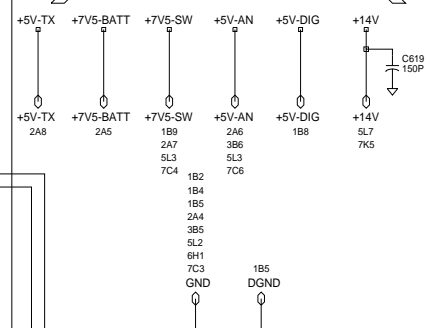 +5V-TX +7V5-BATT +7V5-SW +5V-AN +5V-DIG +14V
C619
150P
+5V-TX +7V5-BATT +7V5-SW +5V-AN +5V-DIG +14V
2A8 2A5 1B9 2A6 1B8 5L7
2A7 3B6 7K5
5L3 5L3
7C4 7C6
1B2
1B4
1B5
2A4
3B5
5L2
6H1
7C3 1B5
GND DGND